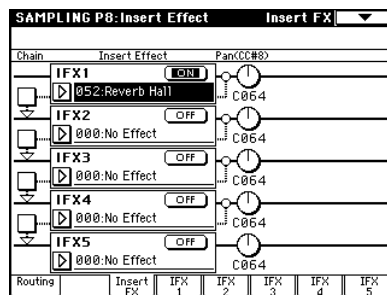 SAMPLING P8:Insert Effect Insert FX
Chain Insert Effect Pan(CC#8)
IFX1 ON
052:Reverb Hall
C064
IFX2 OFF
000:No Effect
C064
IFX3 OFF
000:No Effect
C064
IFX4 OFF
000:No Effect
C064
IFX5 OFF
000:No Effect
C064
Routing Insert FX IFX 1 IFX 2 IFX 3 IFX 4 IFX 5